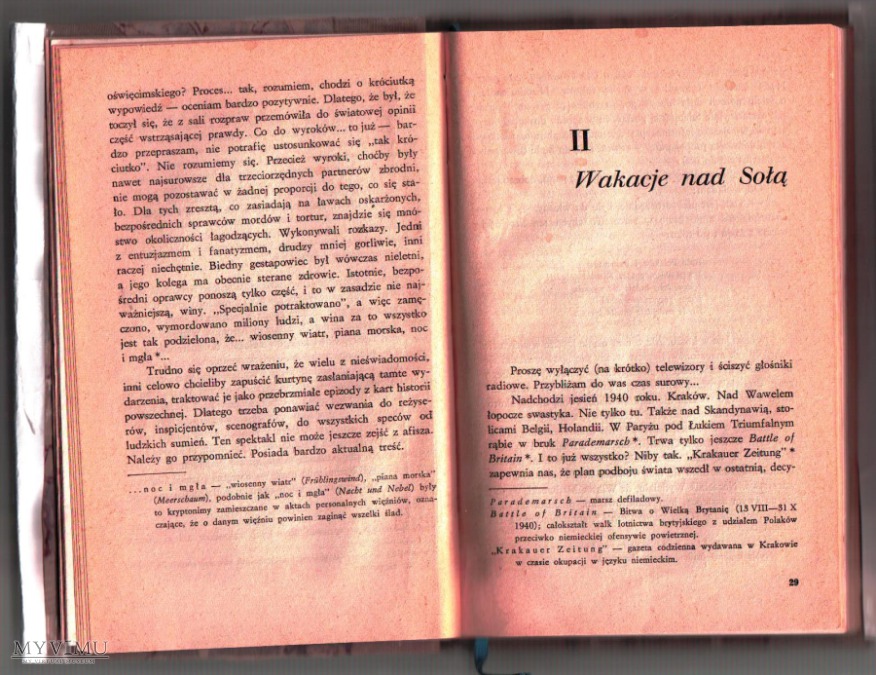 oświęcimskiego? Proces... tak, rozumiem, chodzi o króciutką
wypowiedź — oceniam bardzo pozytywnie. Dlatego, że był, że
toczył się, że z sali rozpraw przemówiła do światowej opinii
część wstrząsającej prawdy. Co do wyroków... to już — bar-
dzo przepraszam, nie potrafię ustosunkować się „tak kró-
ciutko". Nie rozumiemy się. Przecież wyroki, choćby były
nawet najsurowsze dla trzeciorzędnych partnerów zbrodni,
nie mogą pozostawać w żadnej proporcji do tego, co się sta-
ło. Dla tych zresztą, co zasiadają na ławach oskarżonych,
bezpośrednich sprawców mordów i tortur, znajdzie się mnó-
stwo okoliczności łagodzących. Wykonywali rozkazy. Jedni
z entuzjazmem i fanatyzmem, drudzy mniej gorliwie, inni
raczej niechętnie. Biedny gestapowiec był wówczas nieletni,
a jego kolega ma obecnie sterane zdrowie. Istotnie, bezpo-
średni oprawcy ponoszą tylko część, i to w zasadzie nie naj-
ważniejszą, winy. „Specjalnie potraktowano", a więc zamę-
czono, wymordowano miliony ludzi, a wina za to wszystko
jest tak podzielona, że... wiosenny wiatr, piana morska, noc
i mgła *...
Trudno się oprzeć wrażeniu, że wielu z nieświadomości,
inni celowo chcieliby zapuścić kurtynę zasłaniającą tamte wy-
darzenia, traktować je jako przebrzmiałe epizody z kart historii
powszechnej. Dlatego trzeba ponawiać wezwania do reżyse-
rów, inspicjentów, scenografów, do wszystkich speców od
ludzkich sumień. Ten spektakl nie może jeszcze zejść z afisza.
Należy go przypomnieć. Posiada bardzo aktualną treść.
...noc i mgła — „wiosenny wiatr" (Frühlingswind), „piana morska"
(Meerschaum), podobnie jak „noc i mgła" (Nacht und Nebel) były
to kryptonimy zamieszczane w aktach personalnych więźniów, ozna-
czające, że o danym więźniu powinien zaginąć wszelki ślad.
II
Wakacje nad Sołą
Proszę wyłączyć (na krótko) telewizory i ściszyć głośniki
radiowe. Przybliżam do was czas surowy...
Nadchodzi jesień 1940 roku. Kraków. Nad Wawelem
łopocze swastyka. Nie tylko tu. Także nad Skandynawią, sto-
licami Belgii, Holandii. W Paryżu pod Łukiem Triumfalnym
rąbie w bruk Parademarsch *. Trwa tylko jeszcze Battle of
Britain *. I to już wszystko? Niby tak. „Krakauer Zeitung" *
zapewnia nas, że plan podboju świata wszedł w ostatnią, decy-
Parademarsch — marsz defiladowy.
Battle of Britain — Bitwa o Wielką Brytanię (13 VIII—31 X
1940); całokształt walk lotnictwa brytyjskiego z udziałem Polaków
przeciwko niemieckiej ofensywie powietrznej.
„Krakauer Zeitung" — gazeta codzienna wydawana w Krakowie
w czasie okupacji w języku niemieckim.
29
MYVIMU